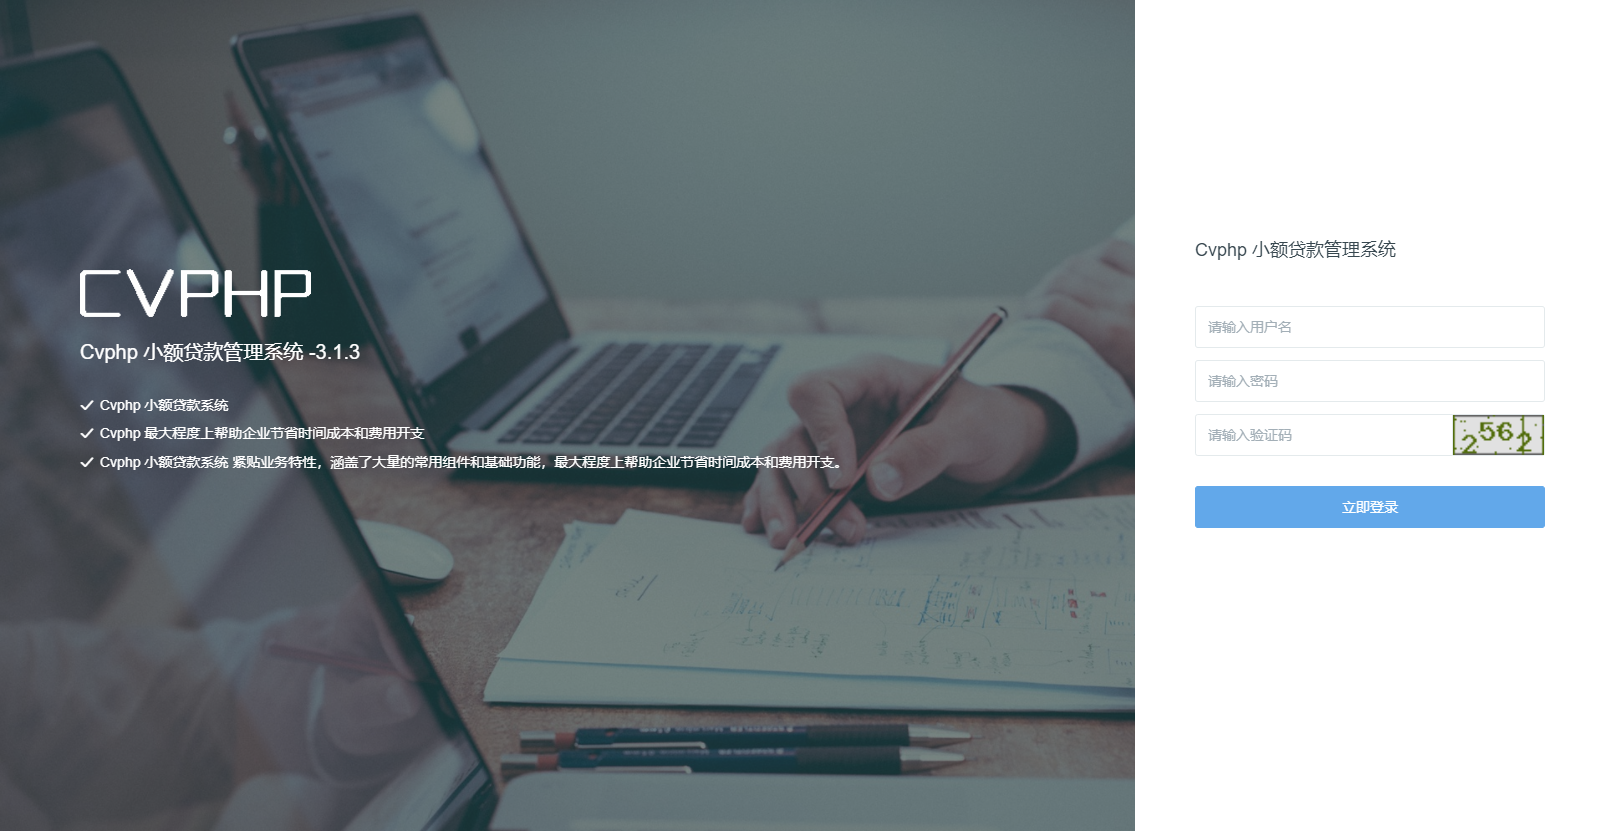 CVPHP
Cvphp 小额贷款管理系统 -3.1.3
Cvphp 小额贷款系统
Cvphp 最大程度上帮助企业节省时间成本和费用开支
Cvphp 小额贷款系统 紧贴业务特性，涵盖了大量的常用组件和基础功能，最大程度上帮助企业节省时间成本和费用开支。
Cvphp 小额贷款管理系统
请输入用户名
请输入密码
请输入验证码
2562
立即登录